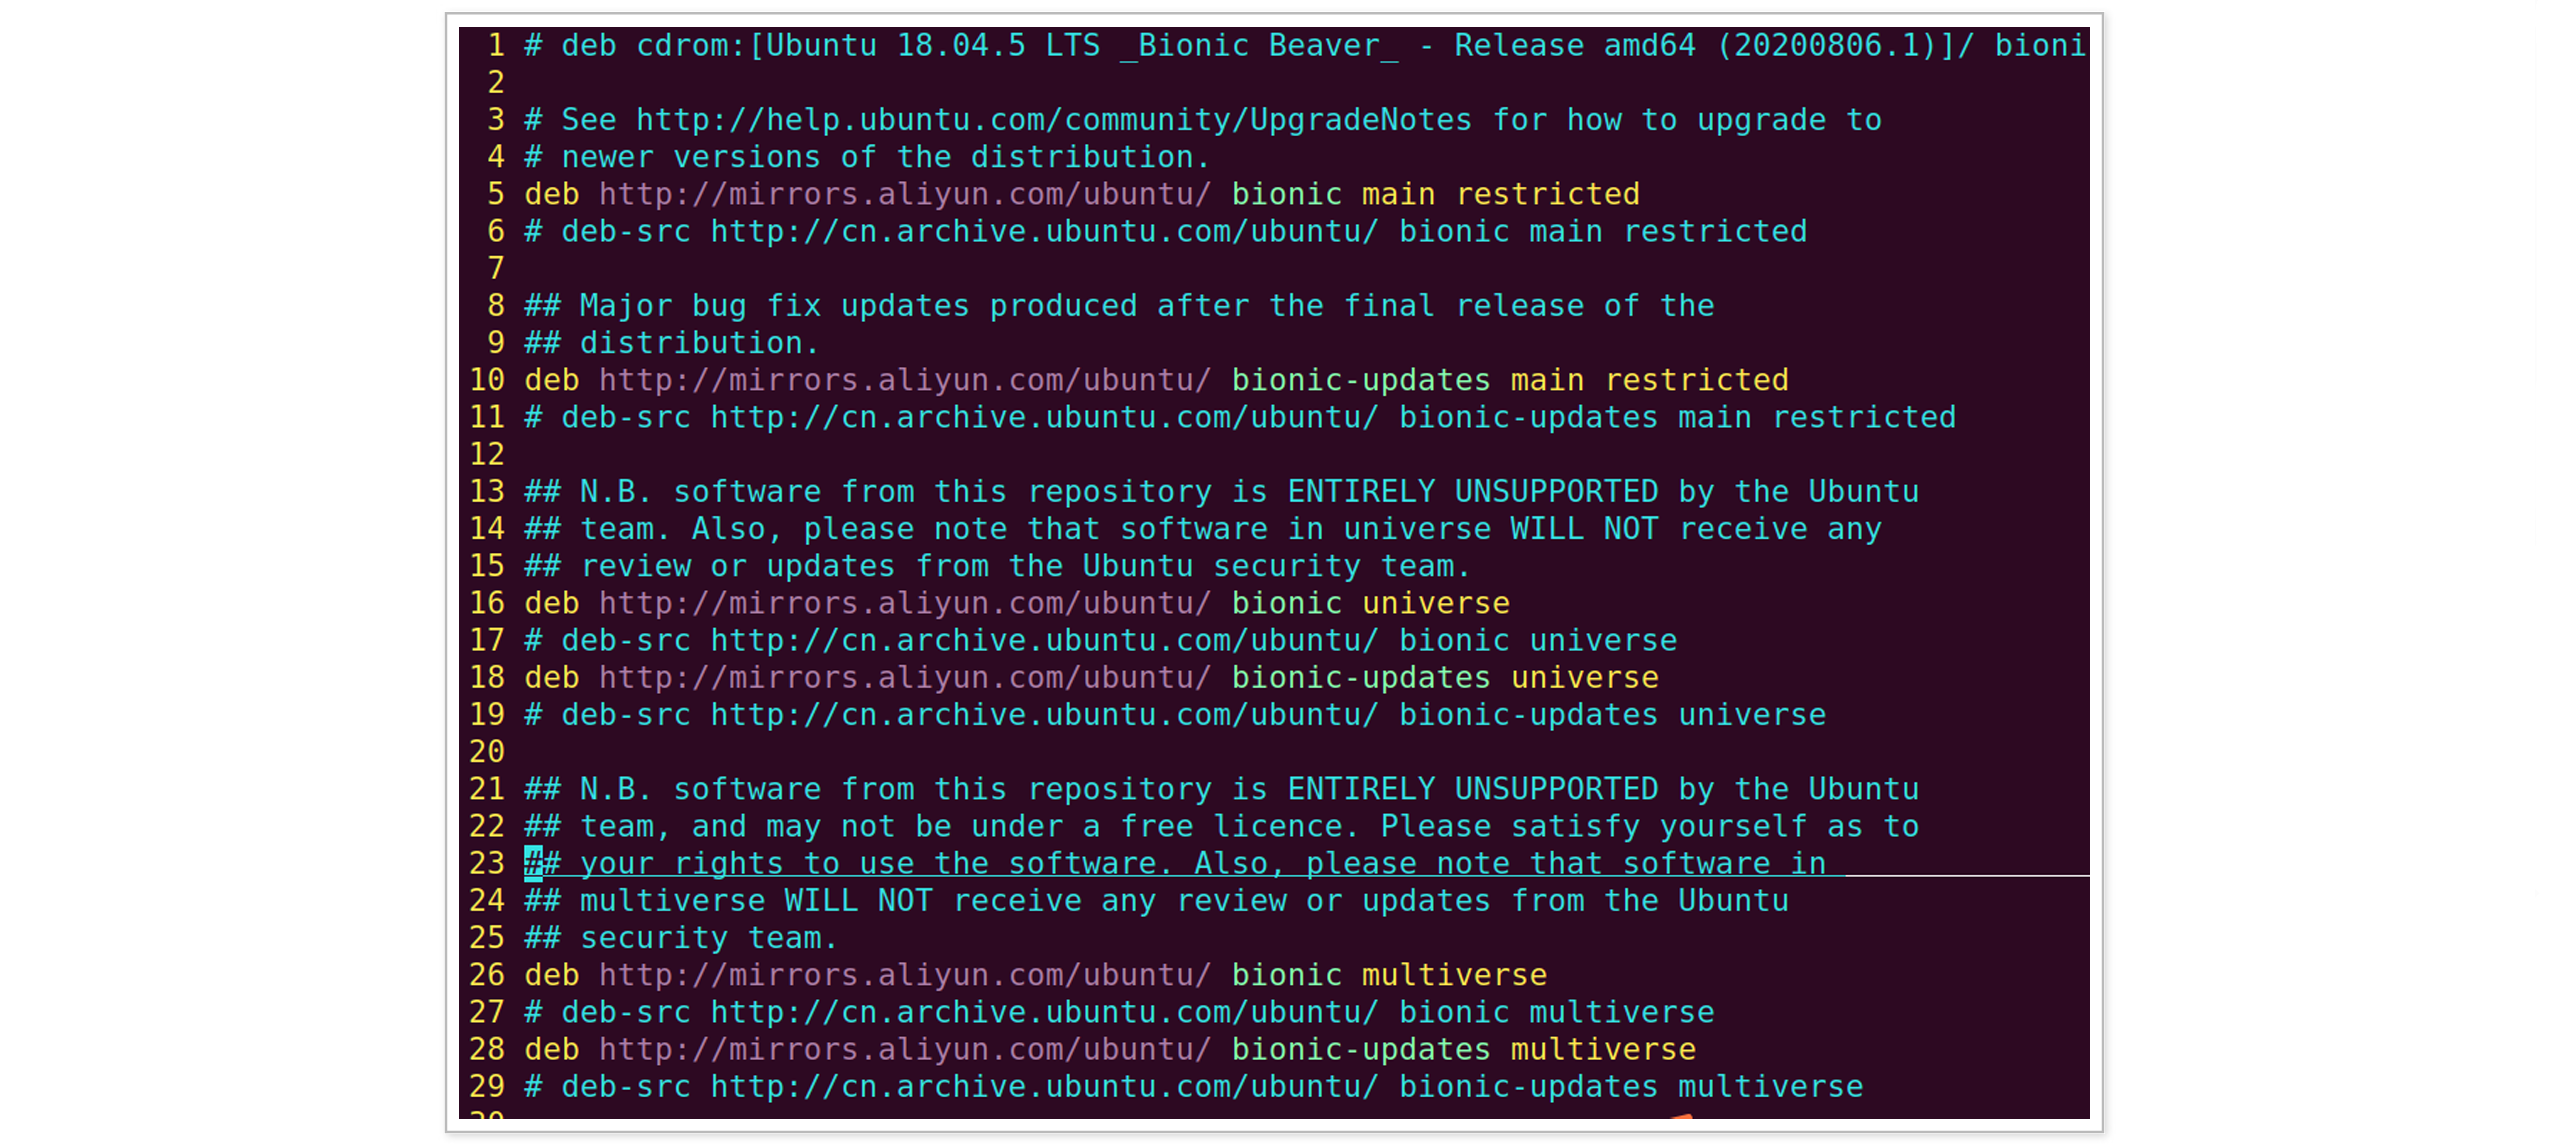 1 # deb cdrom:[Ubuntu 18.04.5 LTS _Bionic Beaver_ - Release amd64 (20200806.1)]/ bioni
2
3 # See http://help.ubuntu.com/community/UpgradeNotes for how to upgrade to
4 # newer versions of the distribution.
5 deb http://mirrors.aliyun.com/ubuntu/ bionic main restricted
6 # deb-src http://cn.archive.ubuntu.com/ubuntu/ bionic main restricted
7
8 ## Major bug fix updates produced after the final release of the
9 ## distribution.
10 deb http://mirrors.aliyun.com/ubuntu/ bionic-updates main restricted
11 # deb-src http://cn.archive.ubuntu.com/ubuntu/ bionic-updates main restricted
12
13 ## N.B. software from this repository is ENTIRELY UNSUPPORTED by the Ubuntu
14 ## team. Also, please note that software in universe WILL NOT receive any
15 ## review or updates from the Ubuntu security team.
16 deb http://mirrors.aliyun.com/ubuntu/ bionic universe
17 # deb-src http://cn.archive.ubuntu.com/ubuntu/ bionic universe
18 deb http://mirrors.aliyun.com/ubuntu/ bionic-updates universe
19 # deb-src http://cn.archive.ubuntu.com/ubuntu/ bionic-updates universe
20
21 ## N.B. software from this repository is ENTIRELY UNSUPPORTED by the Ubuntu
22 ## team, and may not be under a free licence. Please satisfy yourself as to
23 ## your rights to use the software. Also, please note that software in
24 ## multiverse WILL NOT receive any review or updates from the Ubuntu
25 ## security team.
26 deb http://mirrors.aliyun.com/ubuntu/ bionic multiverse
27 # deb-src http://cn.archive.ubuntu.com/ubuntu/ bionic multiverse
28 deb http://mirrors.aliyun.com/ubuntu/ bionic-updates multiverse
29 # deb-src http://cn.archive.ubuntu.com/ubuntu/ bionic-updates multiverse